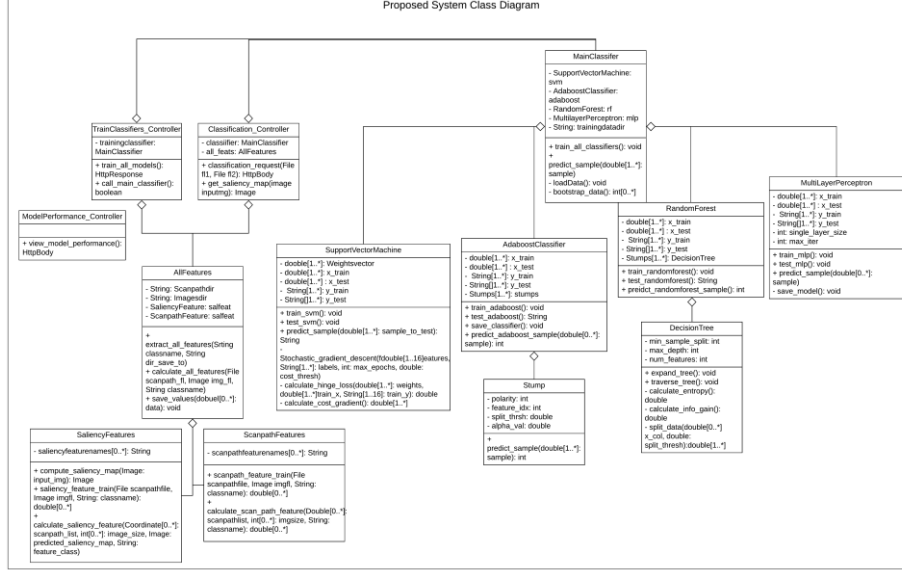 Proposed System Class Diagram
MainClassifer
- SupportVectorMachine:
svm
- AdaboostClassifier:
adaboost
- RandomForest: rf
- MultilayerPerceptron: mlp
- String: trainingdatadir
+ train_all_classifiers(): void
+
predict_sample(double[1..*]:
sample)
- loadData(): void
- bootstrap_data(): int[0..*]
TrainClassifiers_Controller
- trainingclassifier:
MainClassifier
+ train_all_models():
HttpResponse
+ call_main_classifier():
boolean
Classification_Controller
- classifier: MainClassifier
- all_feats: AllFeatures
+ classification_request(File
fl1, File fl2): HttpBody
+ get_saliency_map(image
inputmg): Image
ModelPerformance_Controller
+ view_model_performance():
HttpBody
AllFeatures
- String: Scanpathdir
- String: Imagesdir
- SaliencyFeature: salfeat
- ScanpathFeature: salfeat
+
extract_all_features(Srting
classname, String
dir_save_to)
+ calculate_all_features(File
scanpath_fl, Image img_fl,
String classname)
+ save_values(dobuel[0..*]:
data): void
SupportVectorMachine
- dooble[1..*]: Weightsvector
- double[1..*]: x_train
- double[1..*] : x_test
- String[1..*]: y_train
- String[]1..*]: y_test
+ train_svm(): void
+ test_svm(): void
+ predict_sample(double[1..*]: sample_to_test):
String
-
Stochastic_gradient_descent(fdouble[1..16]eatures,
String[1..*]: labels, int: max_epochs, double:
cost_thresh)
- calculate_hinge_loss(double[1..*]: weights,
double[1..*]train_x, String[1..16]: train_y): double
- calculate_cost_gradient(): double[1..*]
AdaboostClassifier
- double[1..*]: x_train
- double[1..*] : x_test
- String[1..*]: y_train
- String[]1..*]: y_test
- Stumps[1..*]: stumps
+ train_adaboost(): void
+ test_adaboost(): String
+ save_classifier(): void
+ predict_adaboost_sample(dobule[0..*]:
sample): int
Stump
- polarity: int
- feature_idx: int
- split_thrsh: double
- alpha_val: double
+
predict_sample(double[1..*]:
sample): int
RandomForest
- double[1..*]: x_train
- double[1..*] : x_test
- String[1..*]: y_train
- String[]1..*]: y_test
- Stumps[1..*]: DecisionTree
+ train_randomforest(): void
+ test_randomforest(): String
+ preidct_randomforest_sample(): int
DecisionTree
- min_sample_split: int
- max_depth: int
- num_features: int
+ expand_tree(): void
+ traverse_tree(): void
- calculate_entropy():
double
- calculate_info_gain():
double
- split_data(double[0..*]
x_col, double:
split_thresh):double[1..*]
MultiLayerPerceptron
- double[1..*]: x_train
- double[1..*] : x_test
- String[1..*]: y_train
- String[]1..*]: y_test
- int: single_layer_size
- int: max_iter
+ train_mlp(): void
+ test_mlp(): void
+ predict_sample(double[0..*]:
sample)
- save_model(): void
SaliencyFeatures
- saliencyfeaturenames[0..*]: String
+ compute_saliency_map(Image:
input_img): Image
+ saliency_feature_train(File scanpathfile,
Image imgfl, String: classname):
double[0..*]
+
calculate_saliency_feature(Coordinate[0..*]:
scanpath_list, int[0..*]: image_size, Image:
predicted_saliency_map, String:
feature_class)
ScanpathFeatures
- scanpathfeaturenames[0..*]: String
+ scanpath_feature_train(File
scanpathfile, Image imgfl, String:
classname): double[0..*]
+
calculate_scan_path_feature(Double[0..*]:
scanpathlist, int[0..*]: imgsize, String:
classname): double[0..*]